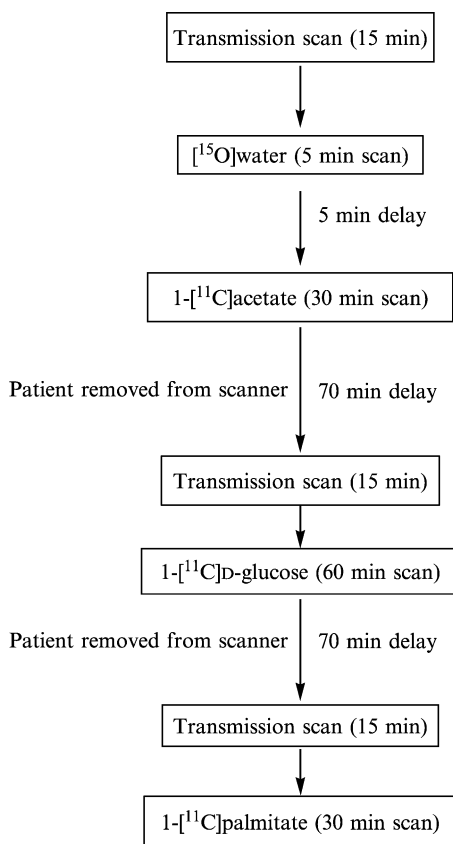 Transmission scan (15 min)
[¹⁵O]water (5 min scan)
5 min delay
1-[¹¹C]acetate (30 min scan)
Patient removed from scanner 70 min delay
Transmission scan (15 min)
1-[¹¹C]D-glucose (60 min scan)
Patient removed from scanner 70 min delay
Transmission scan (15 min)
1-[¹¹C]palmitate (30 min scan)